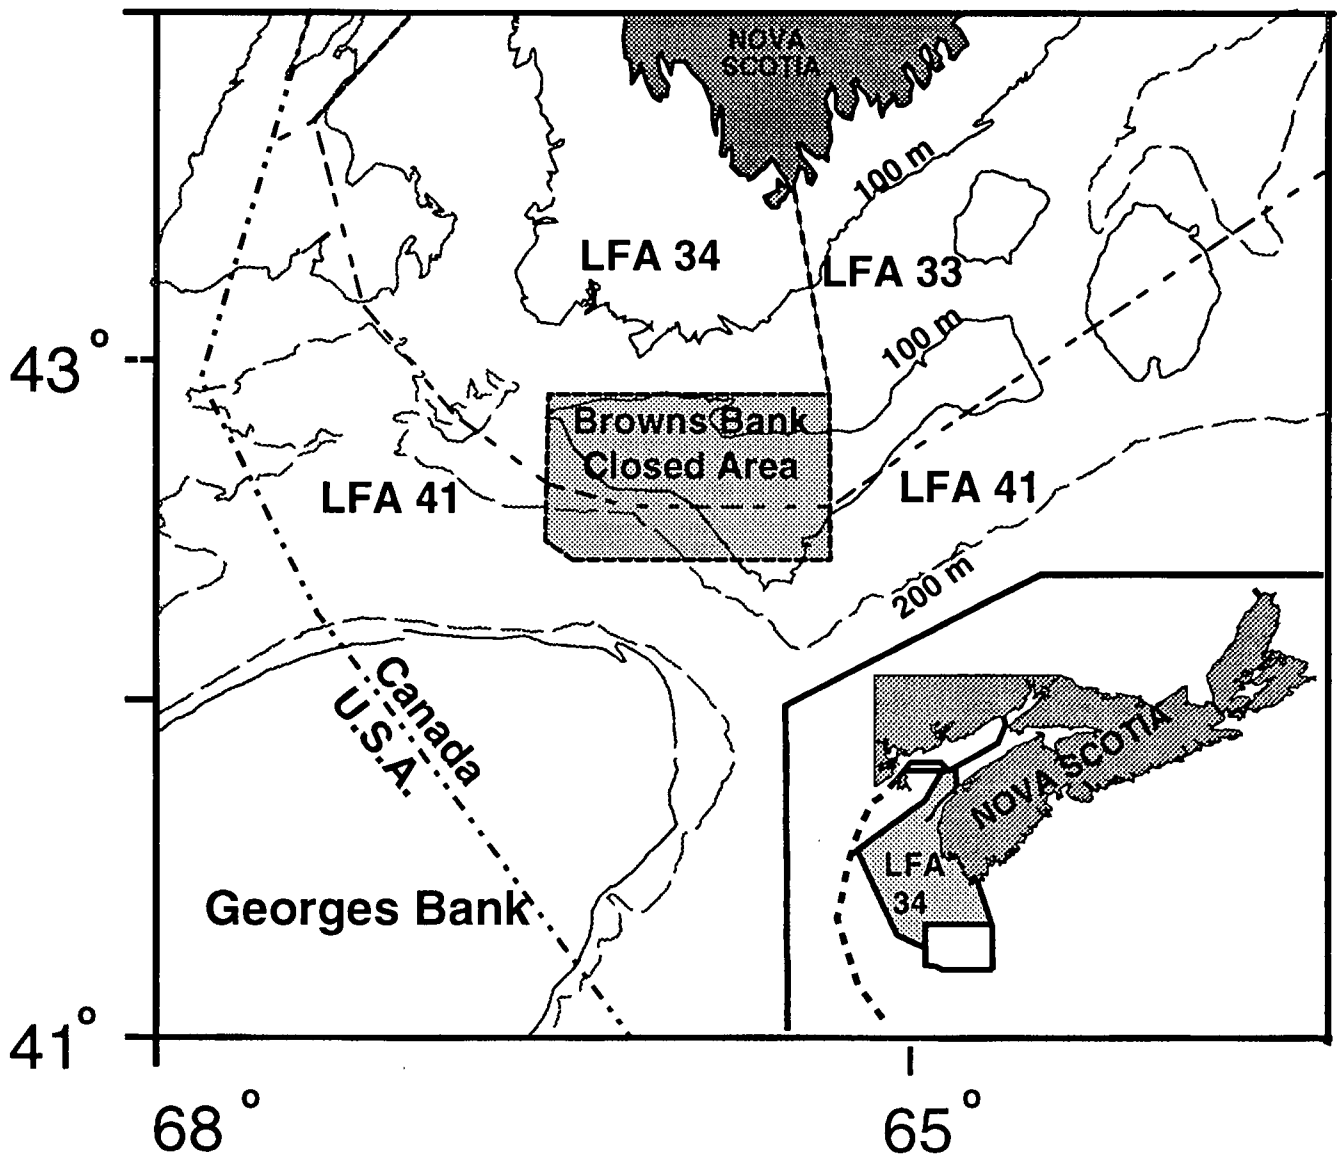 NOVA
SCOTIA
100 m
LFA 34
LFA 33
100 m
43°
Browns Bank
Closed Area
LFA 41
LFA 41
200 m
Canada
U.S.A.
NOVA SCOTIA
LFA
34
Georges Bank
41°
68°
65°